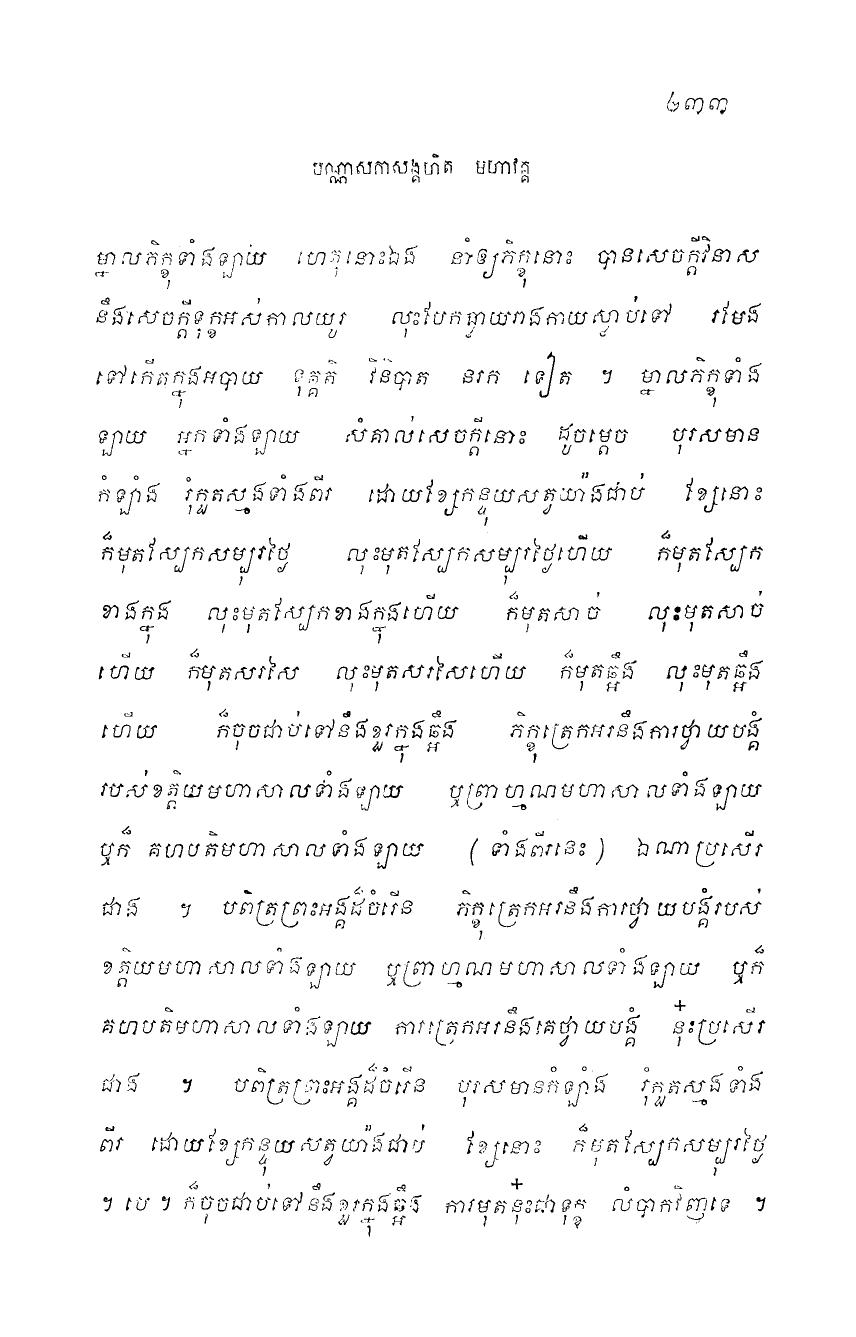 ២៣៣
បណ្ណាសកាសង្គហិត មហាវគ្គ
ម្នាលភិក្ខុទាំងឡាយ ហេតុនោះឯង នាំឲ្យភិក្ខុនោះ បានសេចក្តីវិនាស
នឹងសេចក្តីទុក្ខអស់កាលយូរ លុះបែកធ្លាយរាងកាយស្លាប់ទៅ រមែង
ទៅកើតក្នុងអបាយ ទុគ្គតិ វិនិបាត នរក ទៀត ។ ម្នាលភិក្ខុទាំង
ឡាយ អ្នកទាំងឡាយ សំគាល់សេចក្តីនោះ ដូចម្តេច បុរសមាន
កំឡាំង រុំកួតស្មងទាំងពីរ ដោយខ្សែកន្ទុយសត្វយ៉ាងជាប់ ខ្សែនោះ
ក៏មុតស្បែកសម្បុរថ្ងៃ លុះមុតស្បែកសម្បុរថ្ងៃហើយ ក៏មុតស្បែក
ខាងក្នុង លុះមុតស្បែកខាងក្នុងហើយ ក៏មុតសាច់ លុះមុតសាច់
ហើយ ក៏មុតសរសៃ លុះមុតសរសៃហើយ ក៏មុតឆ្អឹង លុះមុតឆ្អឹង
ហើយ ក៏ចុចជាប់ទៅនឹងខួរក្នុងឆ្អឹង ភិក្ខុត្រេកអរនឹងការថ្វាយបង្គំ
របស់ខត្តិយមហាសាលទាំងឡាយ ឬព្រាហ្មណមហាសាលទាំងឡាយ
ឬក៏ គហបតិមហាសាលទាំងឡាយ (ទាំងពីរនេះ) ឯណាប្រសើរ
ជាង ។ បពិត្រព្រះអង្គដ៏ចំរើន ភិក្ខុត្រេកអរនឹងការថ្វាយបង្គំរបស់
ខត្តិយមហាសាលទាំងឡាយ ឬព្រាហ្មណមហាសាលទាំងឡាយ ឬក៏
គហបតិមហាសាលទាំងឡាយ ការត្រេកអរនឹងគេថ្វាយបង្គំ នុ៎ះប្រសើរ
ជាង ។ បពិត្រព្រះអង្គដ៏ចំរើន បុរសមានកំឡាំង រុំកួតស្មងទាំង
ពីរ ដោយខ្សែកន្ទុយសត្វយ៉ាងជាប់ ខ្សែនោះ ក៏មុតស្បែកសម្បុរថ្ងៃ
។ បេ ។ ក៏ចុចជាប់ទៅនឹងខួរក្នុងឆ្អឹង ការមុតនុ៎ះជាទុក្ខ លំបាកវិញទេ ។